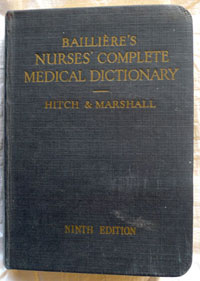 BAILLIÈRE'S
NURSES' COMPLETE
MEDICAL DICTIONARY
HITCH & MARSHALL
NINTH EDITION